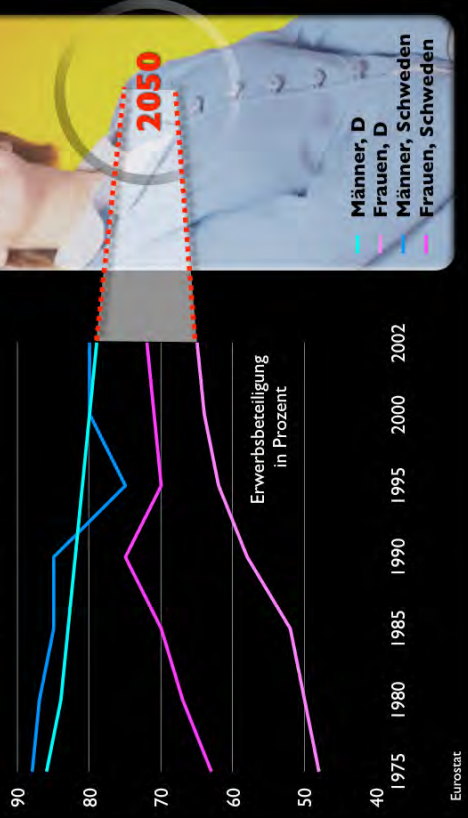 90
80
70
60
50
40
1975 1980 1985 1990 1995 2000 2002
Erwerbsbeteiligung
in Prozent
2050
Männer, D
Frauen, D
Männer, Schweden
Frauen, Schweden
Eurostat